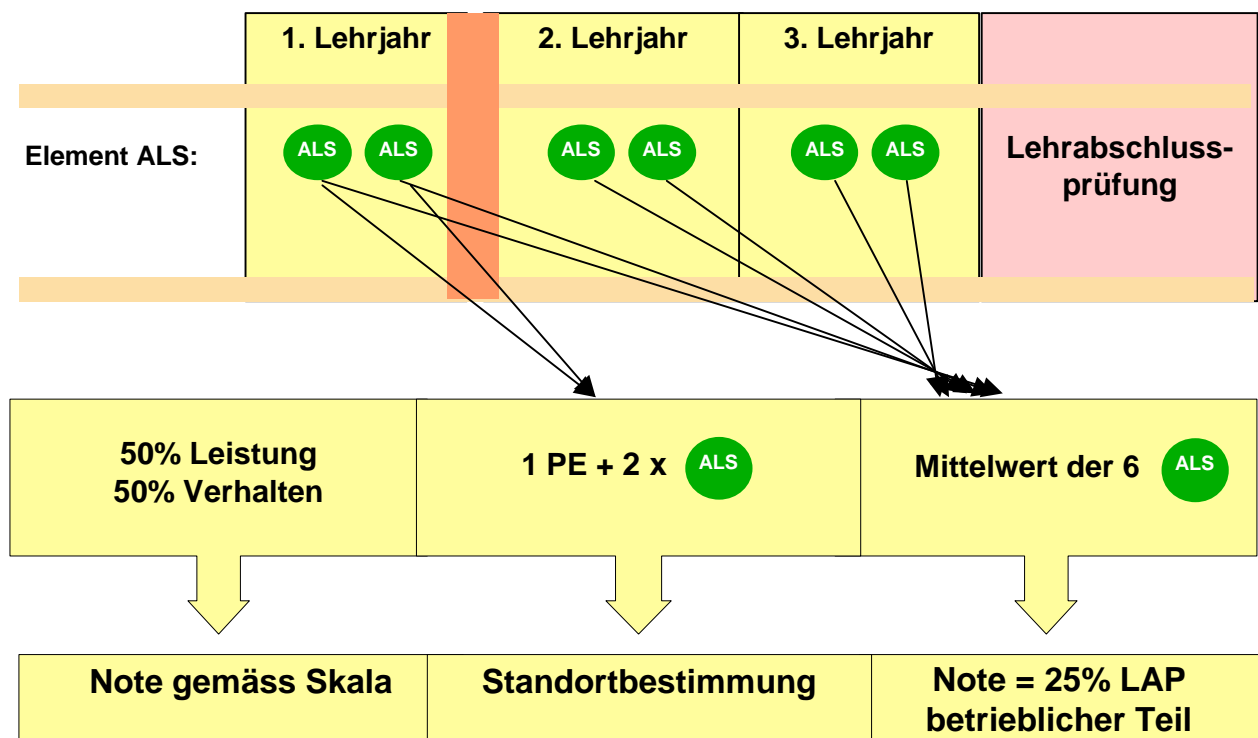 1. Lehrjahr 2. Lehrjahr 3. Lehrjahr
Element ALS: ALS ALS ALS ALS ALS ALS
Lehrabschluss-
prüfung
50% Leistung
50% Verhalten
1 PE + 2 x ALS
Mittelwert der 6 ALS
Note gemäss Skala
Standortbestimmung
Note = 25% LAP
betrieblicher Teil